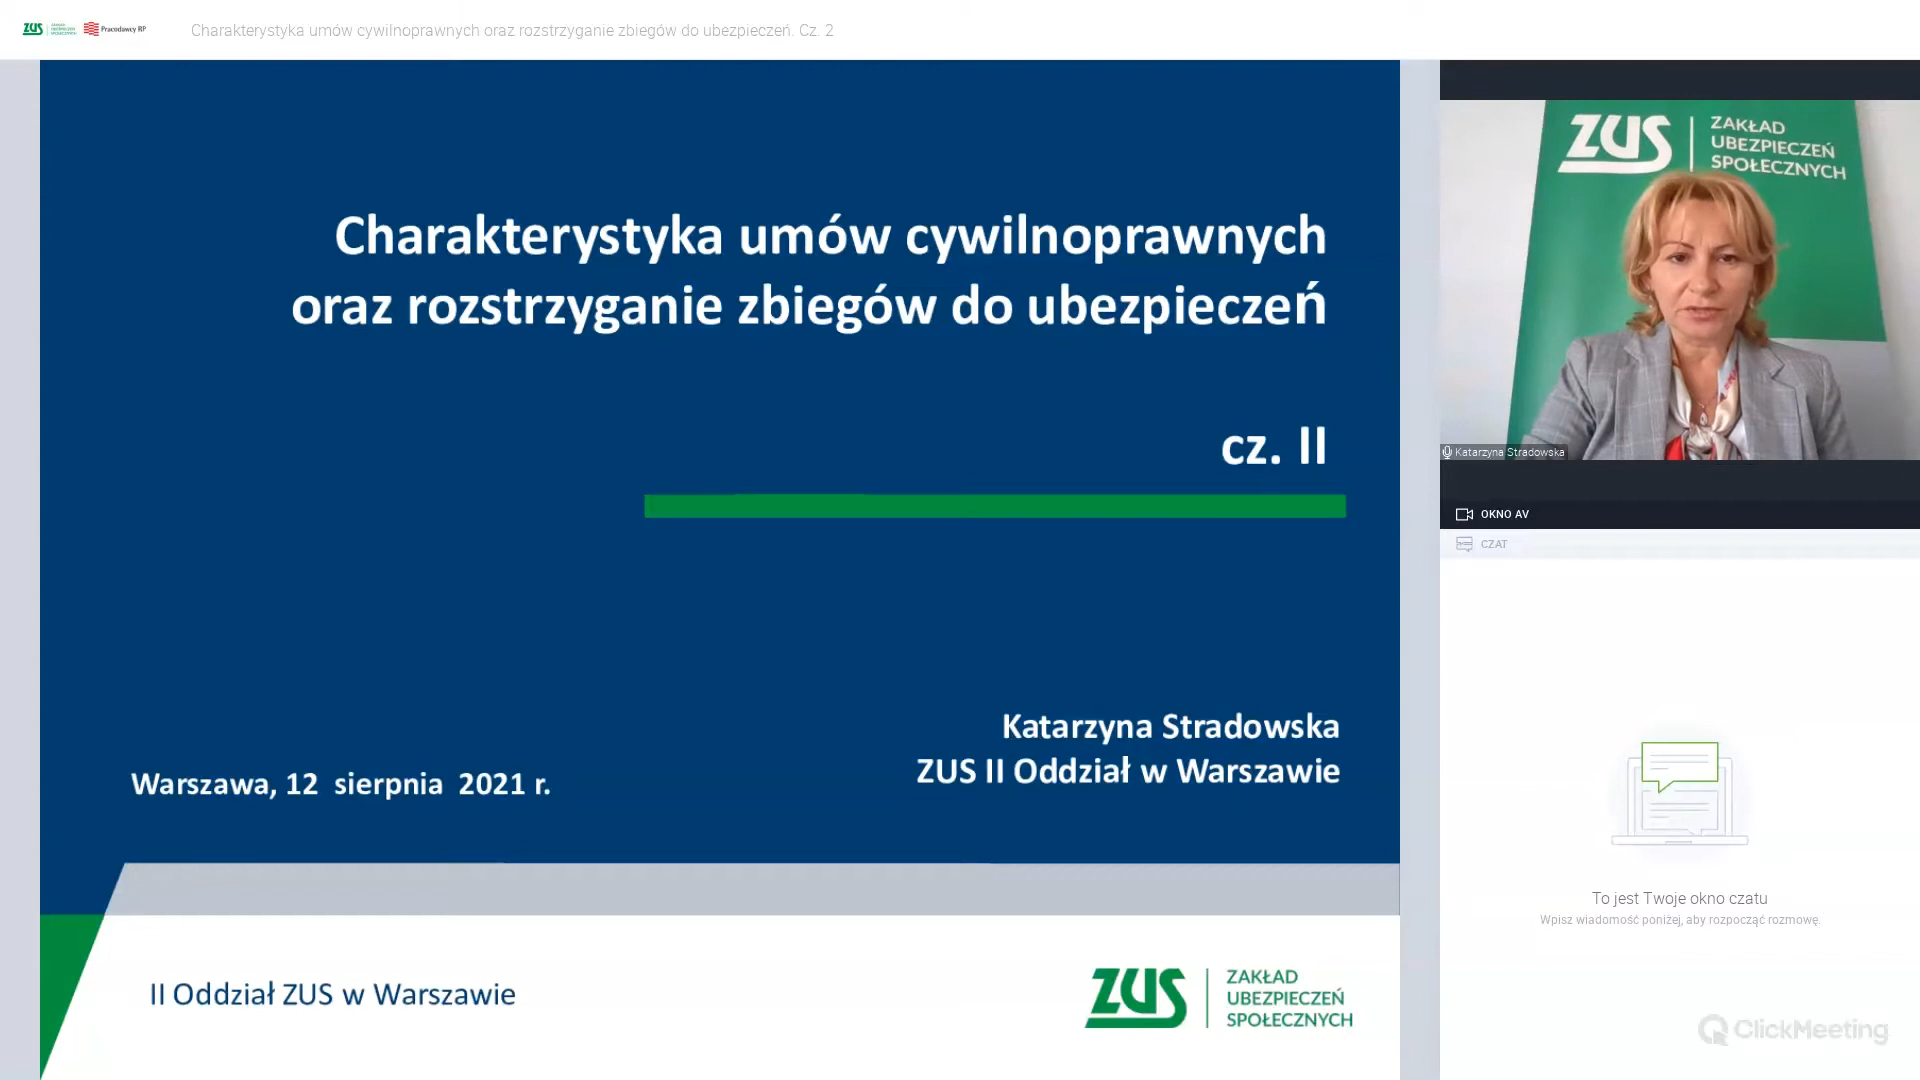 ZUS
Pracodawcy RP
Charakterystyka umów cywilnoprawnych oraz rozstrzyganie zbiegów do ubezpieczeń. Cz. 2
Charakterystyka umów cywilnoprawnych
oraz rozstrzyganie zbiegów do ubezpieczeń
cz. II
Katarzyna Stradowska
ZUS II Oddział w Warszawie
Warszawa, 12 sierpnia 2021 r.
II Oddział ZUS w Warszawie
ZUS
ZAKŁAD
UBEZPIECZEŃ
SPOŁECZNYCH
ZUS
ZAKŁAD
UBEZPIECZEŃ
SPOŁECZNYCH
Katarzyna Stradowska
OKNO AV
CZAT
To jest Twoje okno czatu
Wpisz wiadomość poniżej, aby rozpocząć rozmowę.
ClickMeeting